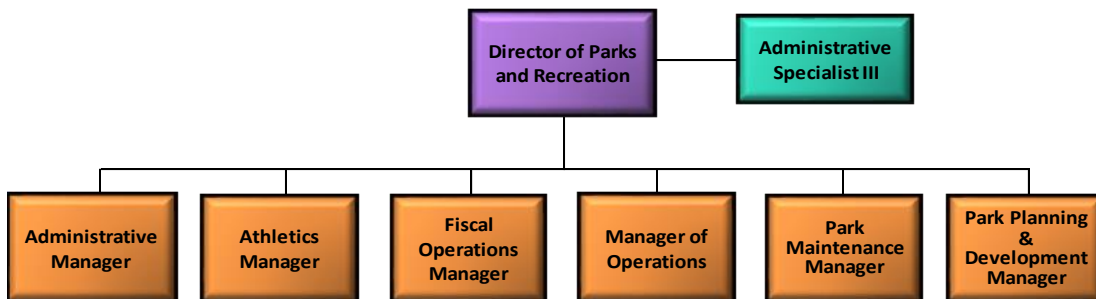 Director of Parks
and Recreation
Administrative
Specialist III
Administrative
Manager
Athletics
Manager
Fiscal
Operations
Manager
Manager of
Operations
Park
Maintenance
Manager
Park Planning
&
Development
Manager